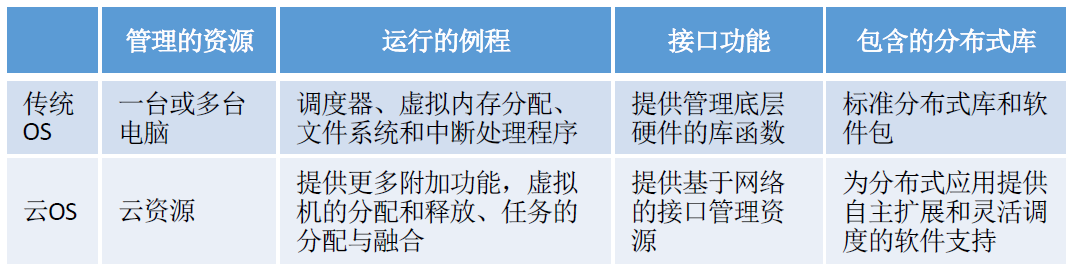 管理的资源 运行的例程 接口功能 包含的分布式库
传统 一台或多台 调度器、虚拟内存分配、 提供管理底层 标准分布式库和软
OS 电脑 文件系统和中断处理程序 硬件的库函数 件包
云OS 云资源 提供更多附加功能，虚拟 提供基于网络 为分布式应用提供
机的分配和释放、任务的 的接口管理资 自主扩展和灵活调
分配与融合 源 度的软件支持